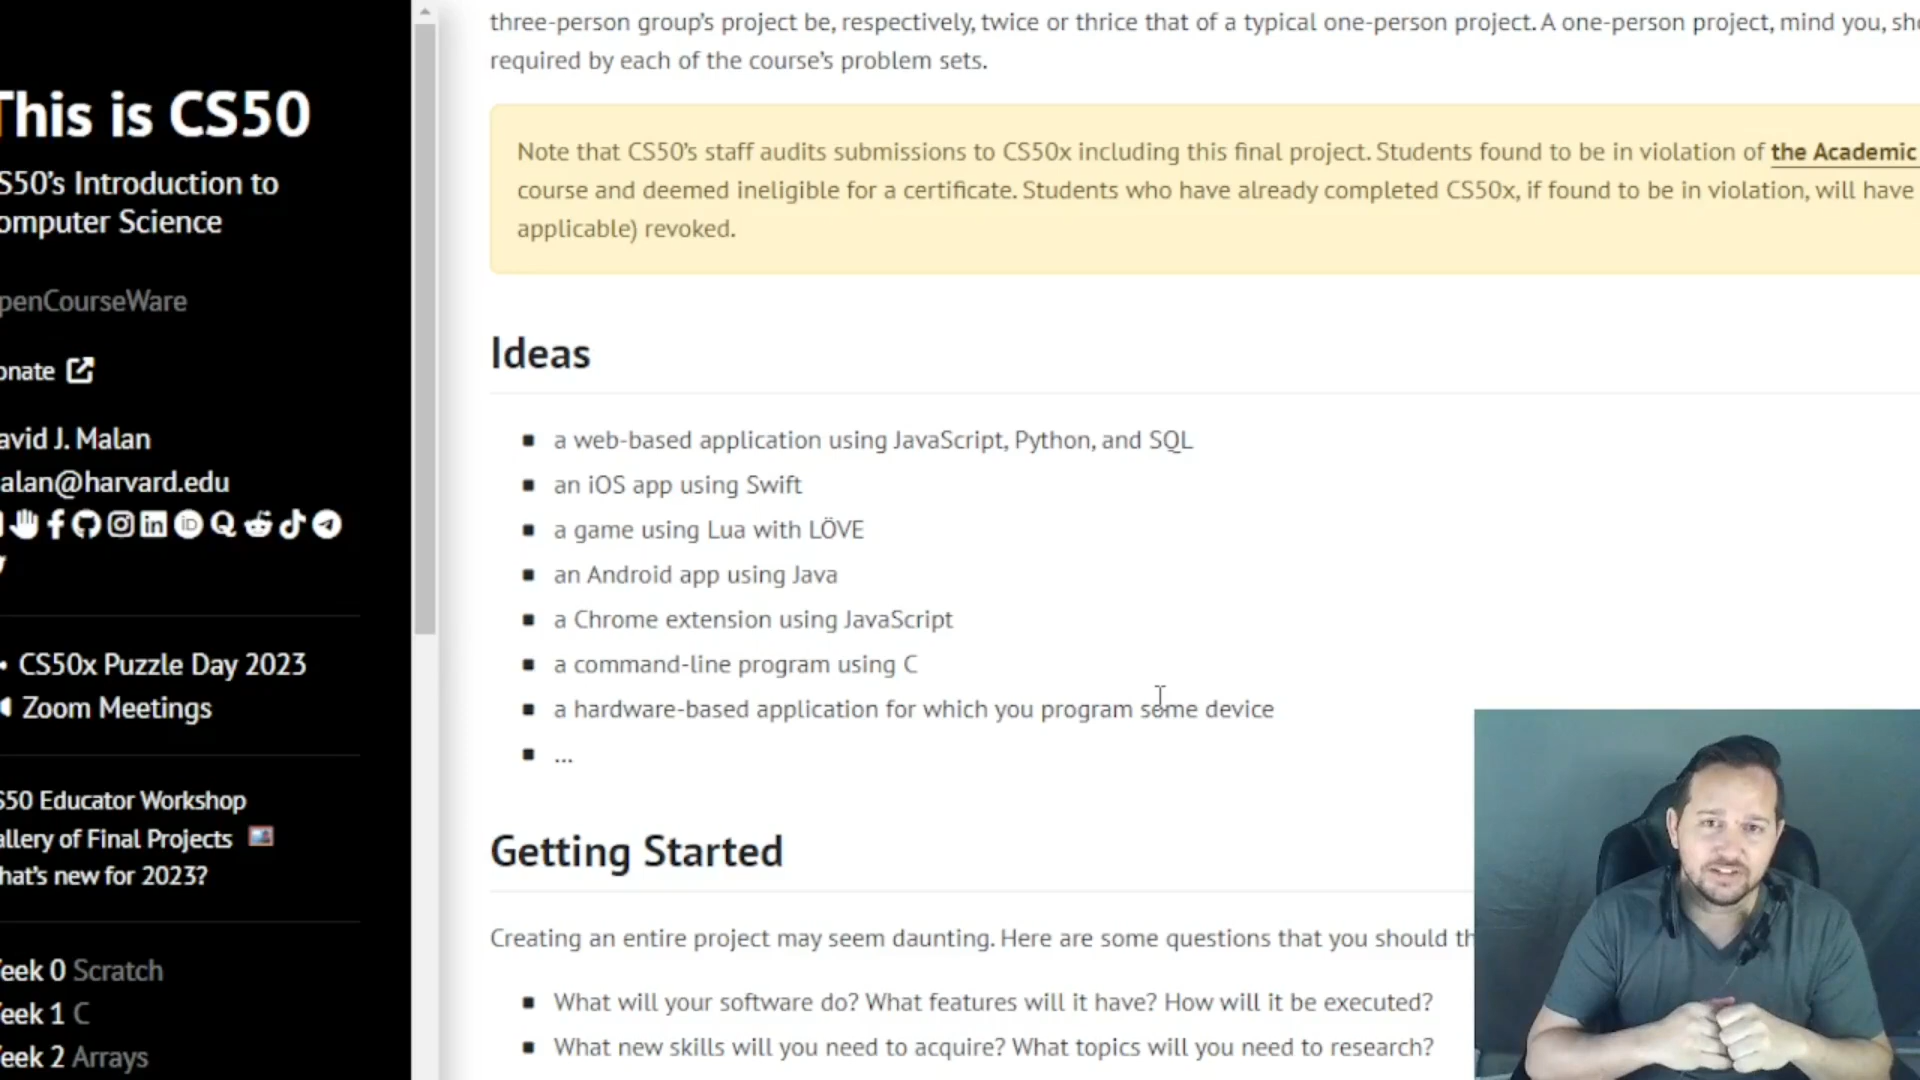 This is CS50
S50's Introduction to
omputer Science
penCourseWare
onate
avid J. Malan
alan@harvard.edu
CS50x Puzzle Day 2023
Zoom Meetings
S50 Educator Workshop
allery of Final Projects
hat's new for 2023?
eek 0 Scratch
eek 1 C
eek 2 Arrays
three-person group's project be, respectively, twice or thrice that of a typical one-person project. A one-person project, mind you, sho
required by each of the course's problem sets.
Note that CS50's staff audits submissions to CS50x including this final project. Students found to be in violation of the Academic
course and deemed ineligible for a certificate. Students who have already completed CS50x, if found to be in violation, will have
applicable) revoked.
Ideas
a web-based application using JavaScript, Python, and SQL
an iOS app using Swift
a game using Lua with LÖVE
an Android app using Java
a Chrome extension using JavaScript
a command-line program using C
a hardware-based application for which you program some device
...
Getting Started
Creating an entire project may seem daunting. Here are some questions that you should th
What will your software do? What features will it have? How will it be executed?
What new skills will you need to acquire? What topics will you need to research?